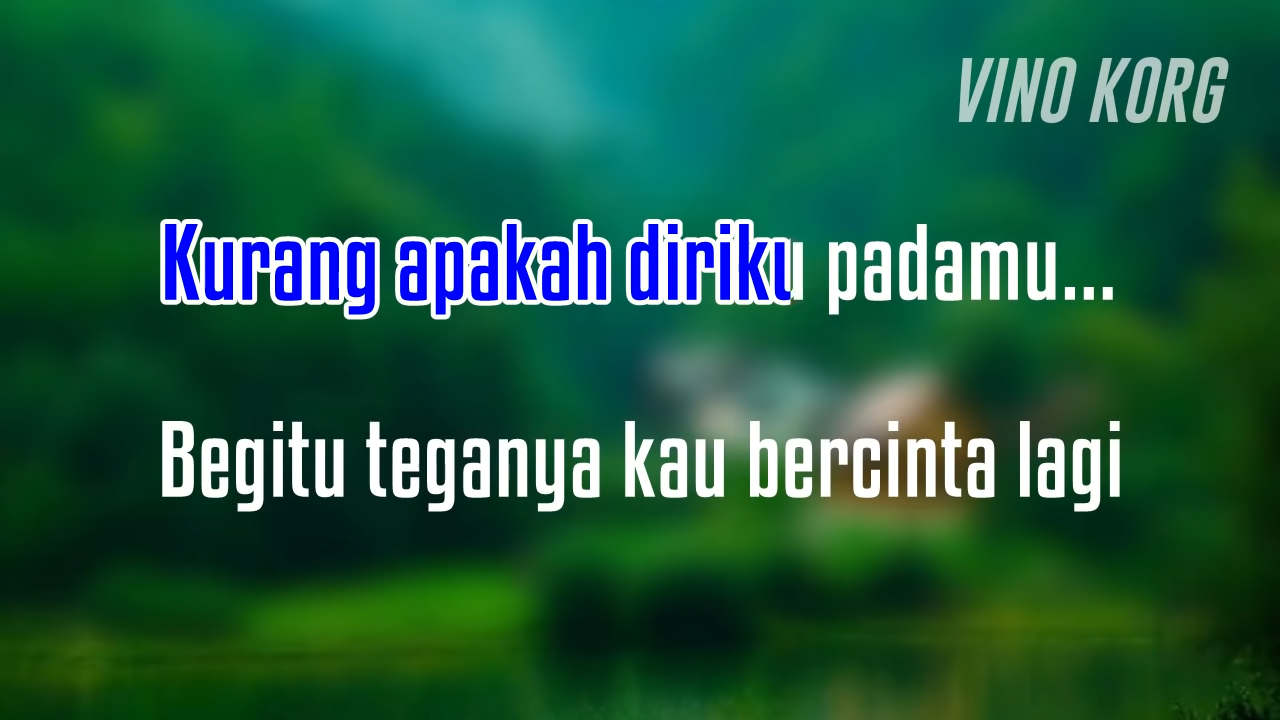 VINO KORG
Kurang apakah diriku padamu...
Begitu teganya kau bercinta lagi